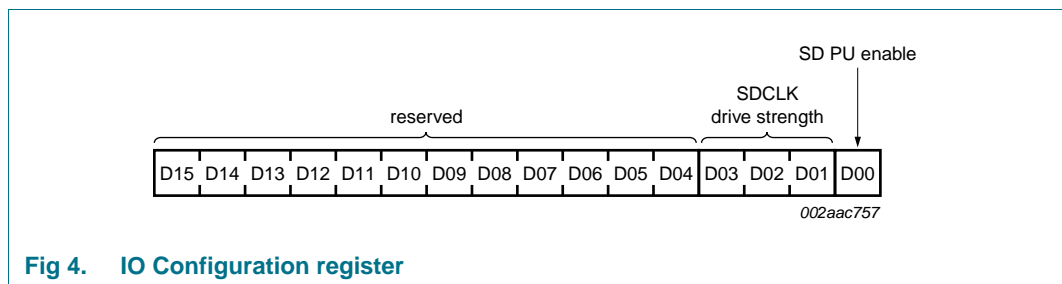 SD PU enable
SDCLK
drive strength
reserved
D15 D14 D13 D12 D11 D10 D09 D08 D07 D06 D05 D04 D03 D02 D01 D00
002aac757
Fig 4. IO Configuration register